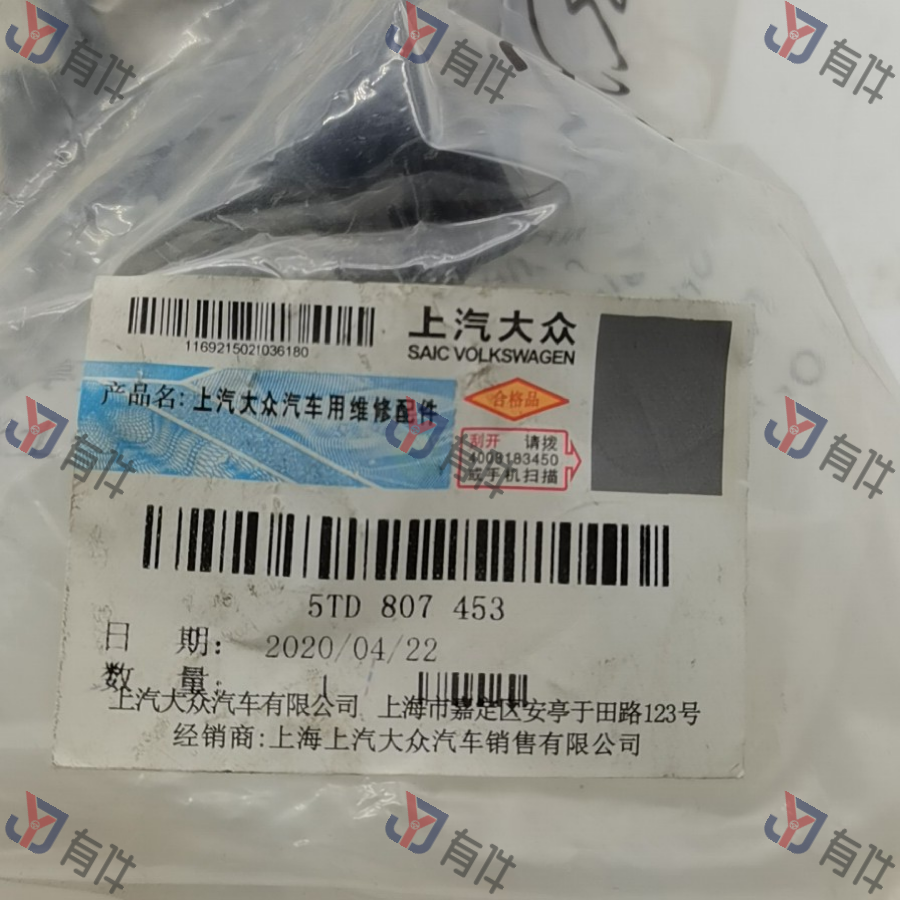 1169215021036180
上汽大众
SAIC VOLKSWAGEN
产品名: 上汽大众汽车用维修配件
合格品
刮开 请拨
4009183450
或手机扫描
5TD 807 453
日 期: 2020/04/22
数 量: 1
上汽大众汽车有限公司 上海市嘉定区安亭于田路123号
经销商:上海上汽大众汽车销售有限公司
有件
有件
有件
有件
有件
有件
有件
有件
有件